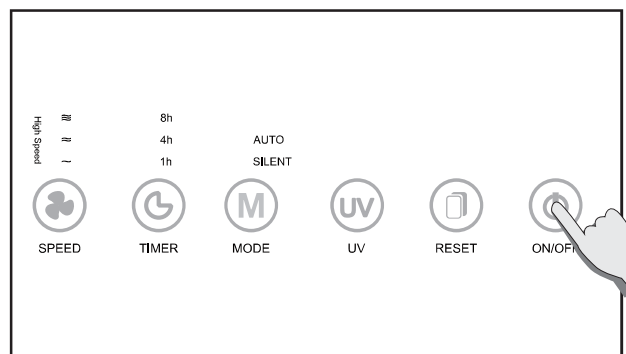 High Speed
8h
4h AUTO
1h SILENT
M UV
SPEED TIMER MODE UV RESET ON/OFF